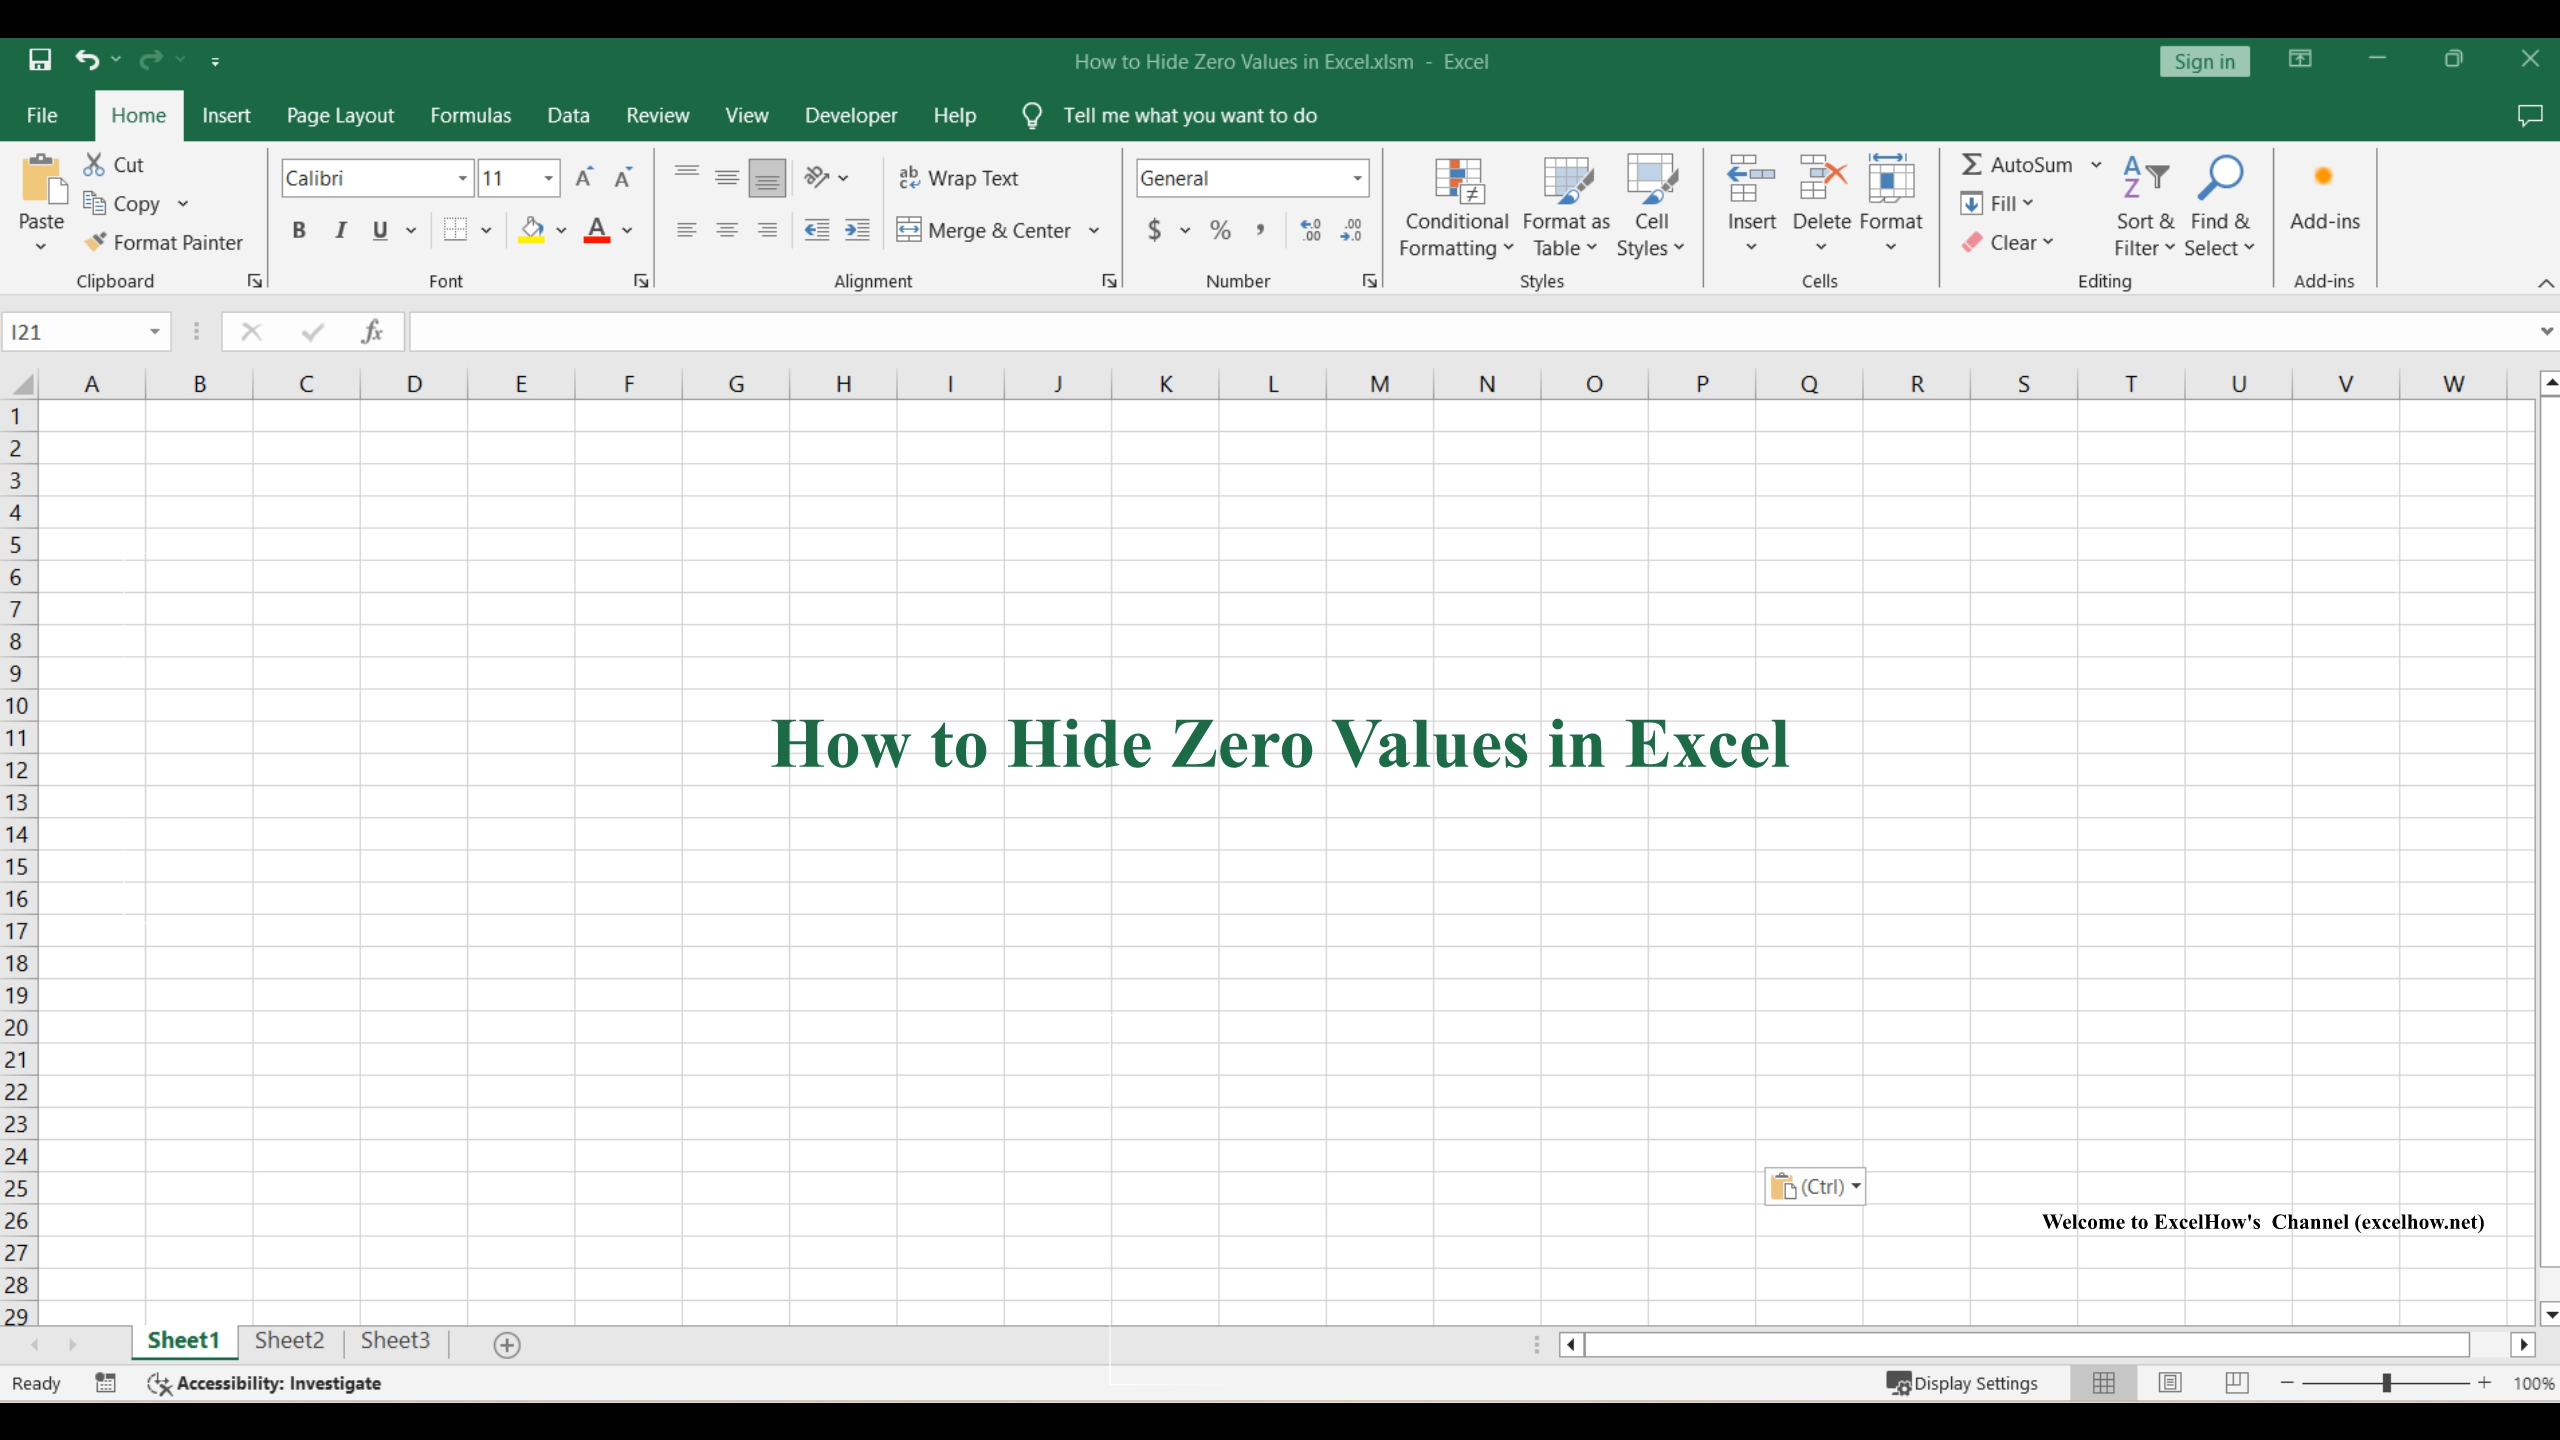 How to Hide Zero Values in Excel.xlsm - Excel
Sign in
File Home Insert Page Layout Formulas Data Review View Developer Help Tell me what you want to do
Paste
Cut
Copy
Format Painter
Clipboard
Calibri 11
B I U A
Font
ab
c Wrap Text
Merge & Center
Alignment
General
$ % ,
Number
Conditional Formatting
Format as Table
Cell Styles
Styles
Insert
Delete
Format
Cells
AutoSum
Fill
Clear
Sort & Filter
Find & Select
Editing
Add-ins
Add-ins
I21 fx
A B C D E F G H I J K L M N O P Q R S T U V W
1
2
3
4
5
6
7
8
9
10
11
How to Hide Zero Values in Excel
12
13
14
15
16
17
18
19
20
21
22
23
24
25
(Ctrl)
26
Welcome to ExcelHow's Channel (excelhow.net)
27
28
29
Sheet1 Sheet2 Sheet3
Ready Accessibility: Investigate Display Settings 100%